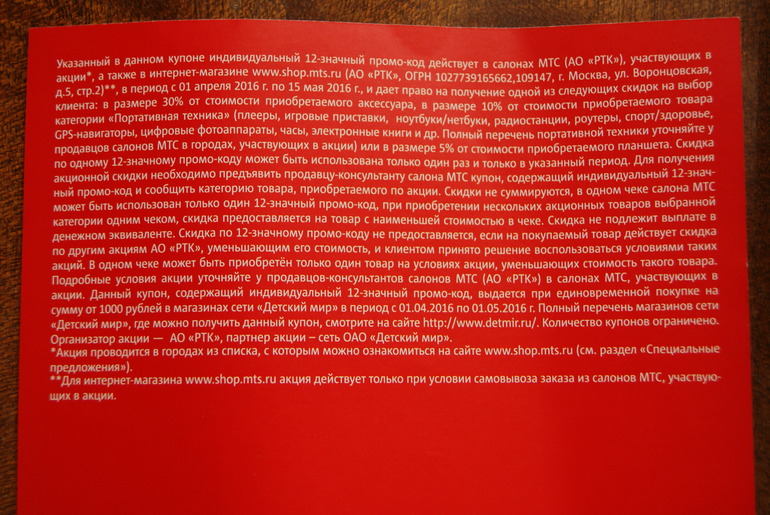 Указанный в данном купоне индивидуальный 12-значный промо-код действует в салонах МТС (АО «РТК»), участвующих в
акции*, а также в интернет-магазине www.shop.mts.ru (АО «РТК», ОГРН 1027739165662,109147, г. Москва, ул. Воронцовская,
д.5, стр.2)**, в период с 01 апреля 2016 г. по 15 мая 2016 г., и дает право на получение одной из следующих скидок на выбор
клиента: в размере 30% от стоимости приобретаемого аксессуара, в размере 10% от стоимости приобретаемого товара
категории «Портативная техника» (плееры, игровые приставки, ноутбуки/нетбуки, радиостанции, роутеры, спорт/здоровье,
GPS-навигаторы, цифровые фотоаппараты, часы, электронные книги и др. Полный перечень портативной техники уточняйте у
продавцов салонов МТС в городах, участвующих в акции) или в размере 5% от стоимости приобретаемого планшета. Скидка
по одному 12-значному промо-коду может быть использована только один раз и только в указанный период. Для получения
акционной скидки необходимо предъявить продавцу-консультанту салона МТС купон, содержащий индивидуальный 12-знач-
ный промо-код и сообщить категорию товара, приобретаемого по акции. Скидки не суммируются, в одном чеке салона МТС
может быть использован только один 12-значный промо-код, при приобретении нескольких акционных товаров выбранной
категории одним чеком, скидка предоставляется на товар с наименьшей стоимостью в чеке. Скидка не подлежит выплате в
денежном эквиваленте. Скидка по 12-значному промо-коду не предоставляется, если на покупаемый товар действует скидка
по другим акциям АО «РТК», уменьшающим его стоимость, и клиентом принято решение воспользоваться условиями таких
акций. В одном чеке может быть приобретён только один товар на условиях акции, уменьшающих стоимость такого товара.
Подробные условия акции уточняйте у продавцов-консультантов салонов МТС (АО «РТК») в салонах МТС, участвующих в
акции. Данный купон, содержащий индивидуальный 12-значный промо-код, выдается при единовременной покупке на
сумму от 1000 рублей в магазинах сети «Детский мир» в период с 01.04.2016 по 01.05.2016 г. Полный перечень магазинов сети
«Детский мир», где можно получить данный купон, смотрите на сайте http://www.detmir.ru/. Количество купонов ограничено.
Организатор акции — АО «РТК», партнер акции – сеть ОАО «Детский мир».
*Акция проводится в городах из списка, с которым можно ознакомиться на сайте www.shop.mts.ru (см. раздел «Специальные
предложения»).
**Для интернет-магазина www.shop.mts.ru акция действует только при условии самовывоза заказа из салонов МТС, участвую-
щих в акции.